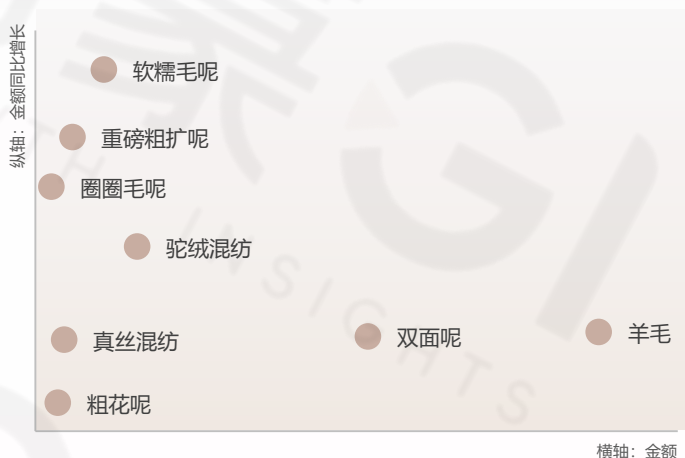 纵轴：金额同比增长
软糯毛呢
重磅粗扩呢
圈圈毛呢
驼绒混纺
真丝混纺
双面呢
羊毛
粗花呢
横轴：金额
INSIGHTS